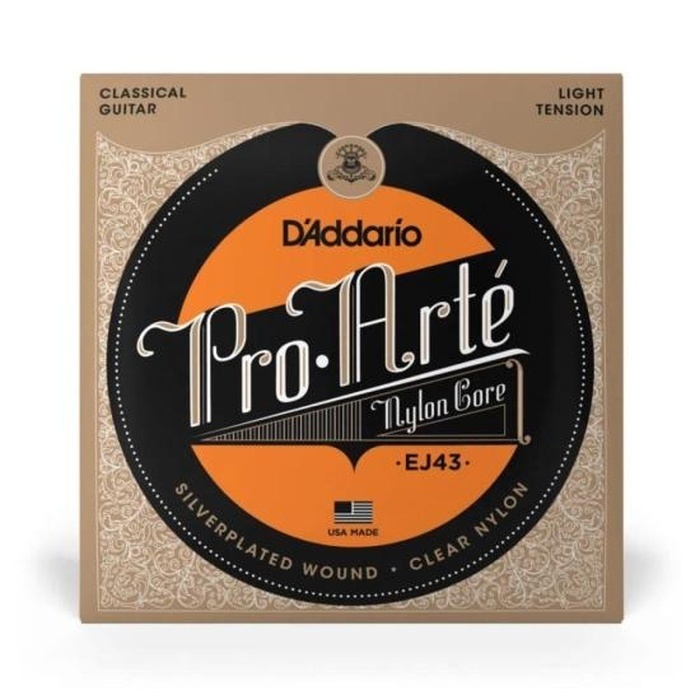 CLASSICAL
GUITAR
LIGHT
TENSION
D'Addario
Pro·Arté
Nylon Core
·EJ43·
USA MADE
SILVERPLATED WOUND · CLEAR NYLON